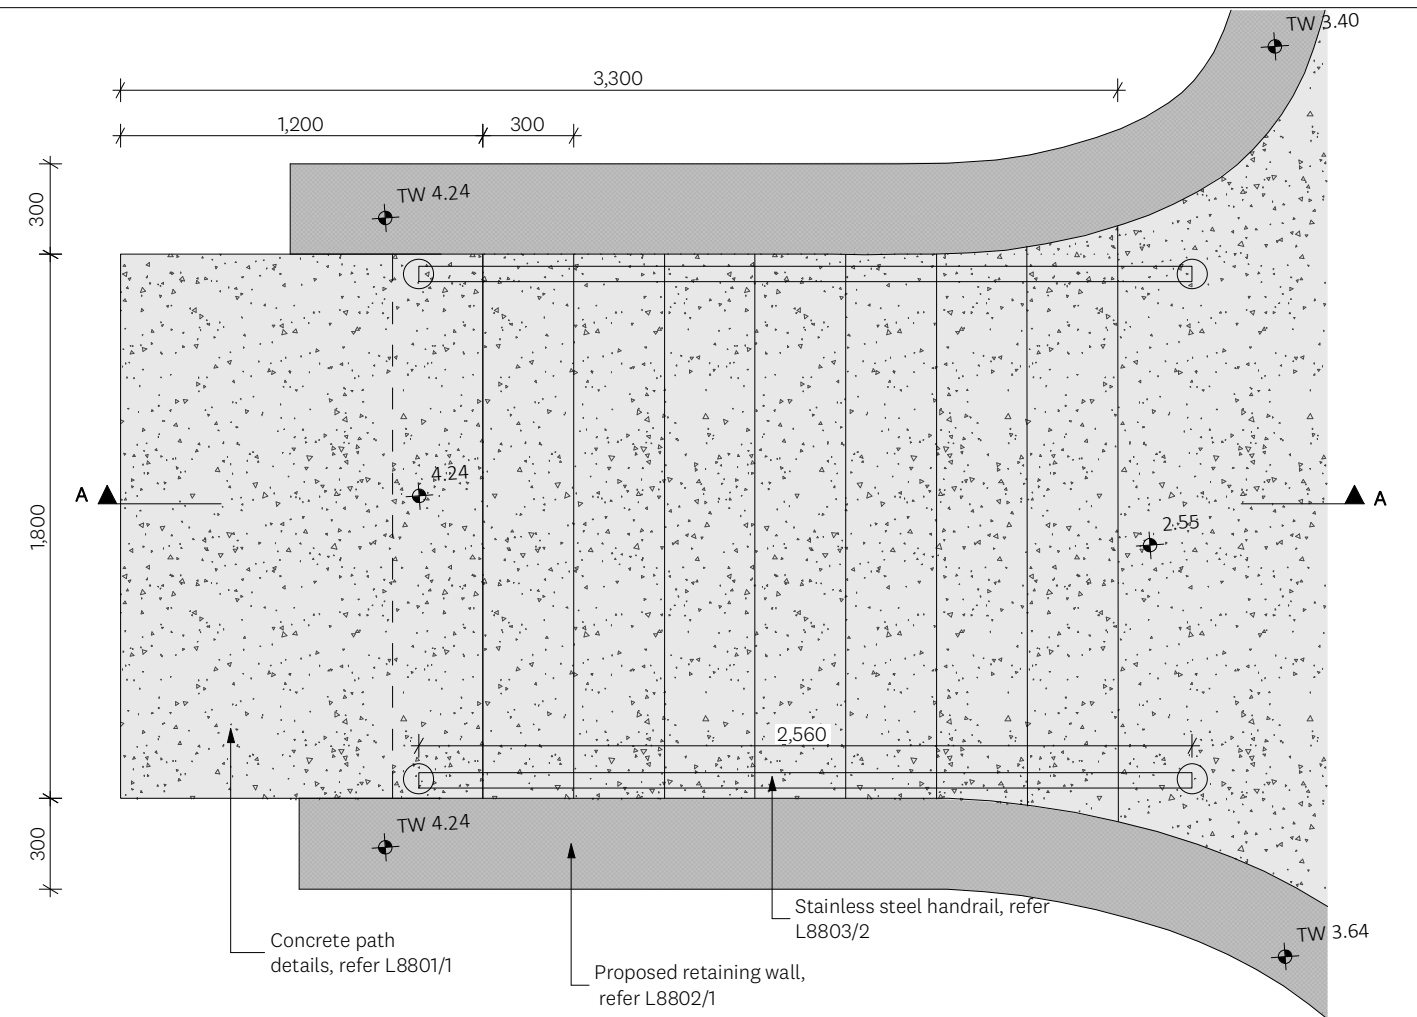 TW 3.40
3,300
1,200
300
TW 4.24
300
4.24
A
A
2.55
1,800
2,560
TW 4.24
300
Stainless steel handrail, refer
L8803/2
TW 3.64
Concrete path
details, refer L8801/1
Proposed retaining wall,
refer L8802/1